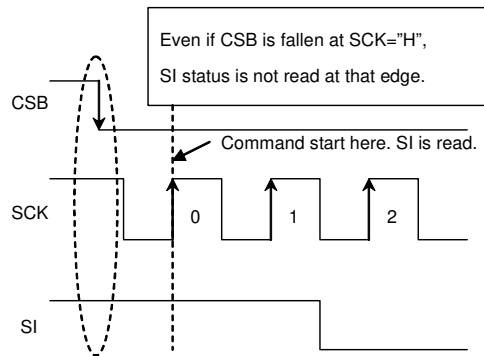 Even if CSB is fallen at SCK=”H”,
SI status is not read at that edge.
CSB
Command start here. SI is read.
SCK
0
1
2
SI